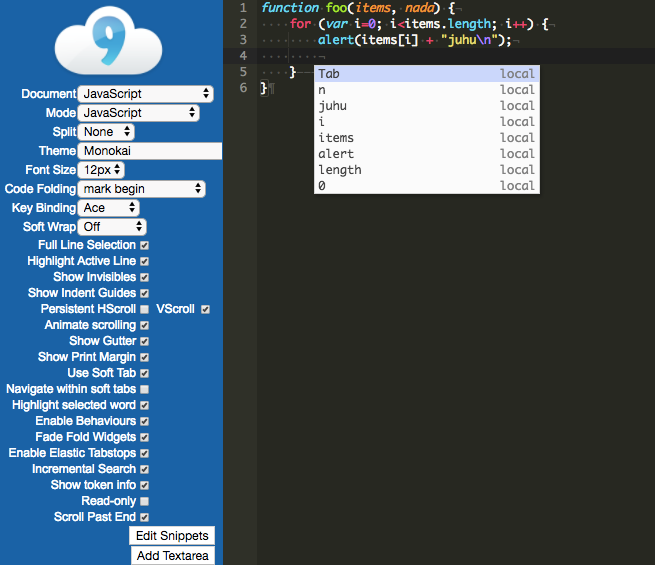 9
Document JavaScript
Mode JavaScript
Split None
Theme Monokai
Font Size 12px
Code Folding mark begin
Key Binding Ace
Soft Wrap Off
Full Line Selection
Highlight Active Line
Show Invisibles
Show Indent Guides
Persistent HScroll VScroll
Animate scrolling
Show Gutter
Show Print Margin
Use Soft Tab
Navigate within soft tabs
Highlight selected word
Enable Behaviours
Fade Fold Widgets
Enable Elastic Tabstops
Incremental Search
Show token info
Read-only
Scroll Past End
Edit Snippets
Add Textarea
1 function foo(items, nada) {¬
2 ····for (var i=0; i<items.length; i++) {¬
3 ········alert(items[i] + "juhu\n");¬
4 ········¬
5 ····}¬
6 }¶
Tab local
n local
juhu local
i local
items local
alert local
length local
0 local